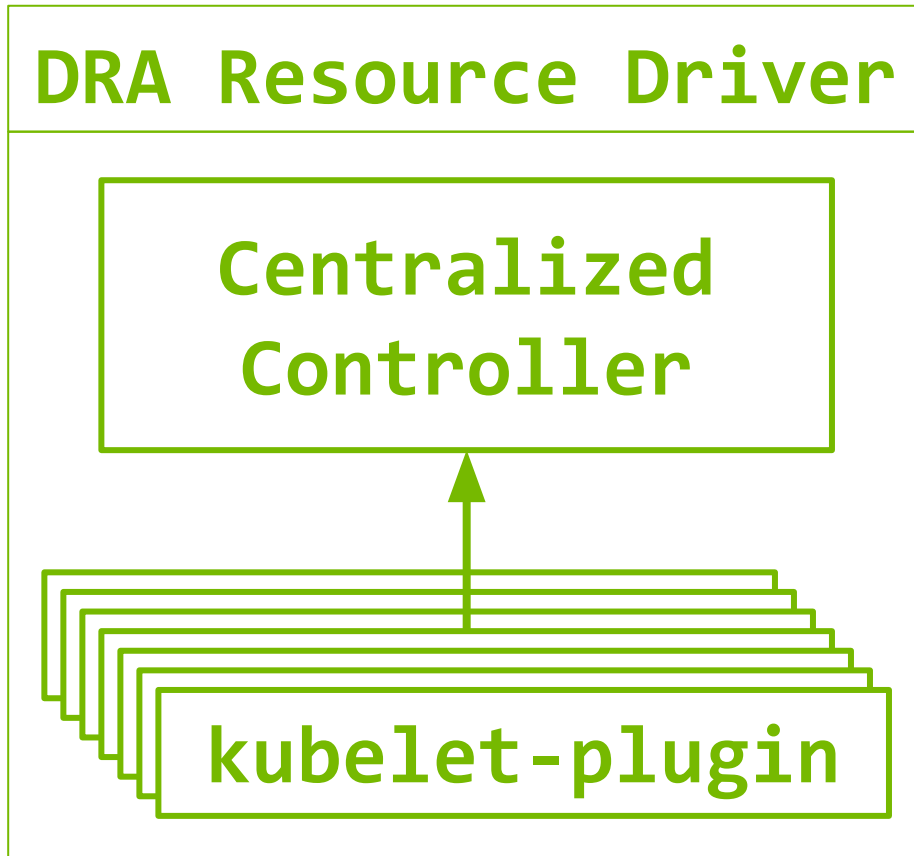 DRA Resource Driver
Centralized
Controller
kubelet-plugin